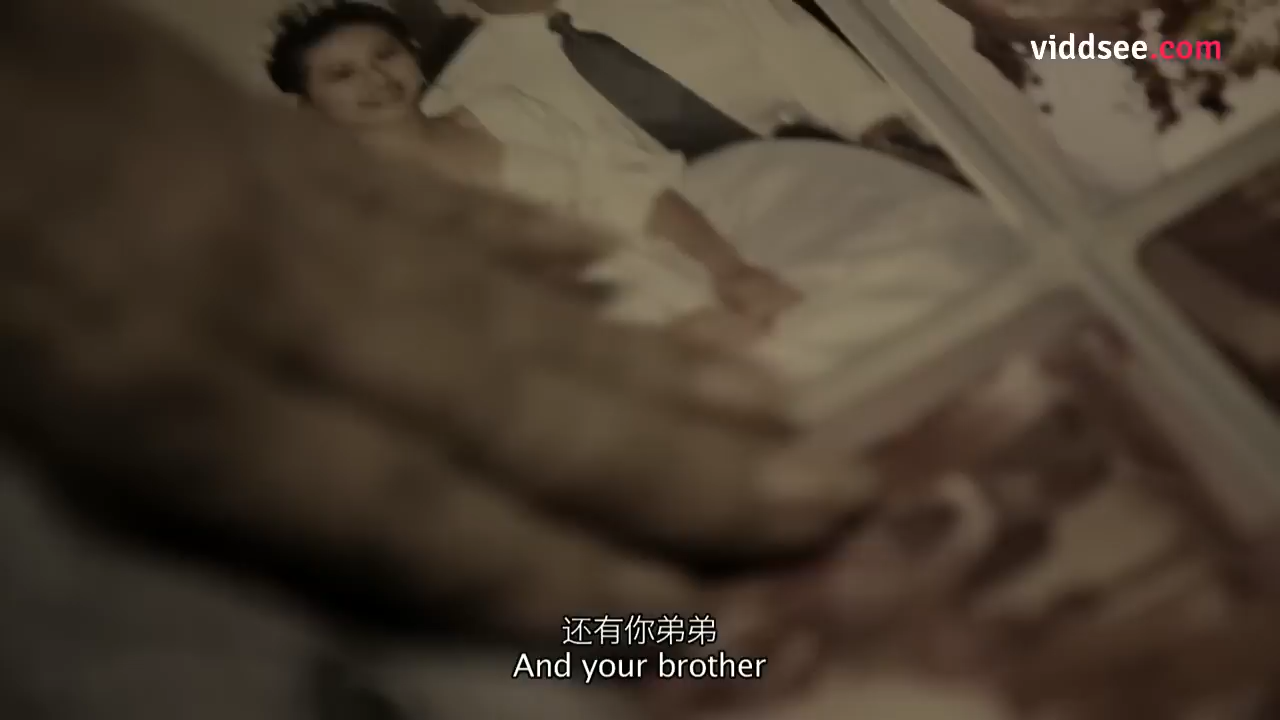 viddsee.com
还有你弟弟
And your brother